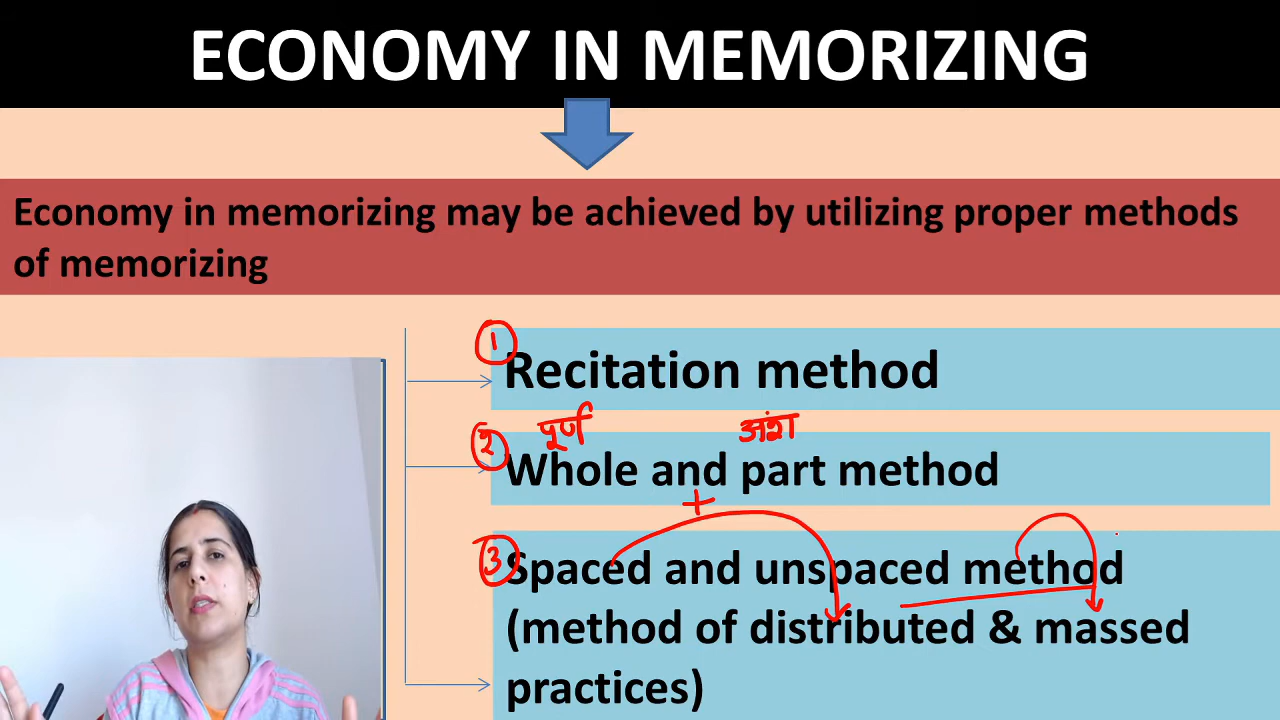 ECONOMY IN MEMORIZING
Economy in memorizing may be achieved by utilizing proper methods
of memorizing
1
Recitation method
पूर्ण अंश
2
Whole and part method
+
3
Spaced and unspaced method
(method of distributed & massed
practices)